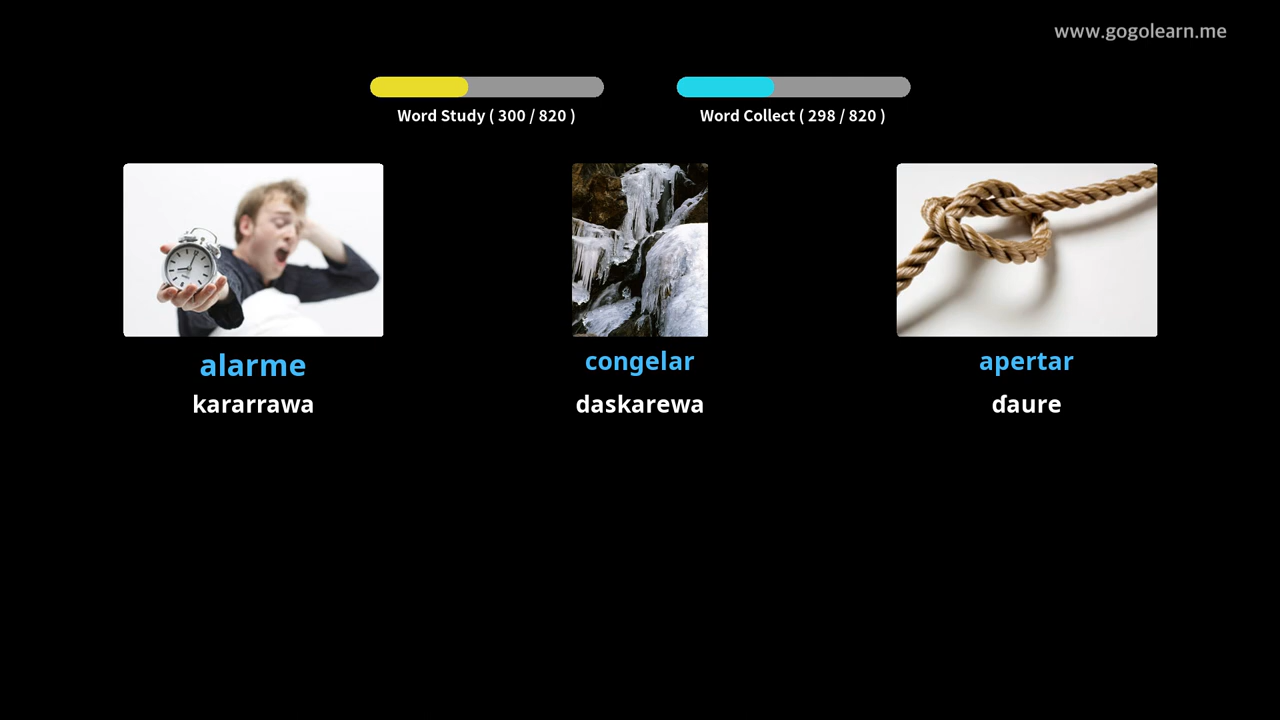 www.gogolearn.me
Word Study ( 300 / 820 )
Word Collect ( 298 / 820 )
alarme
congelar
apertar
kararrawa
daskarewa
ɗaure